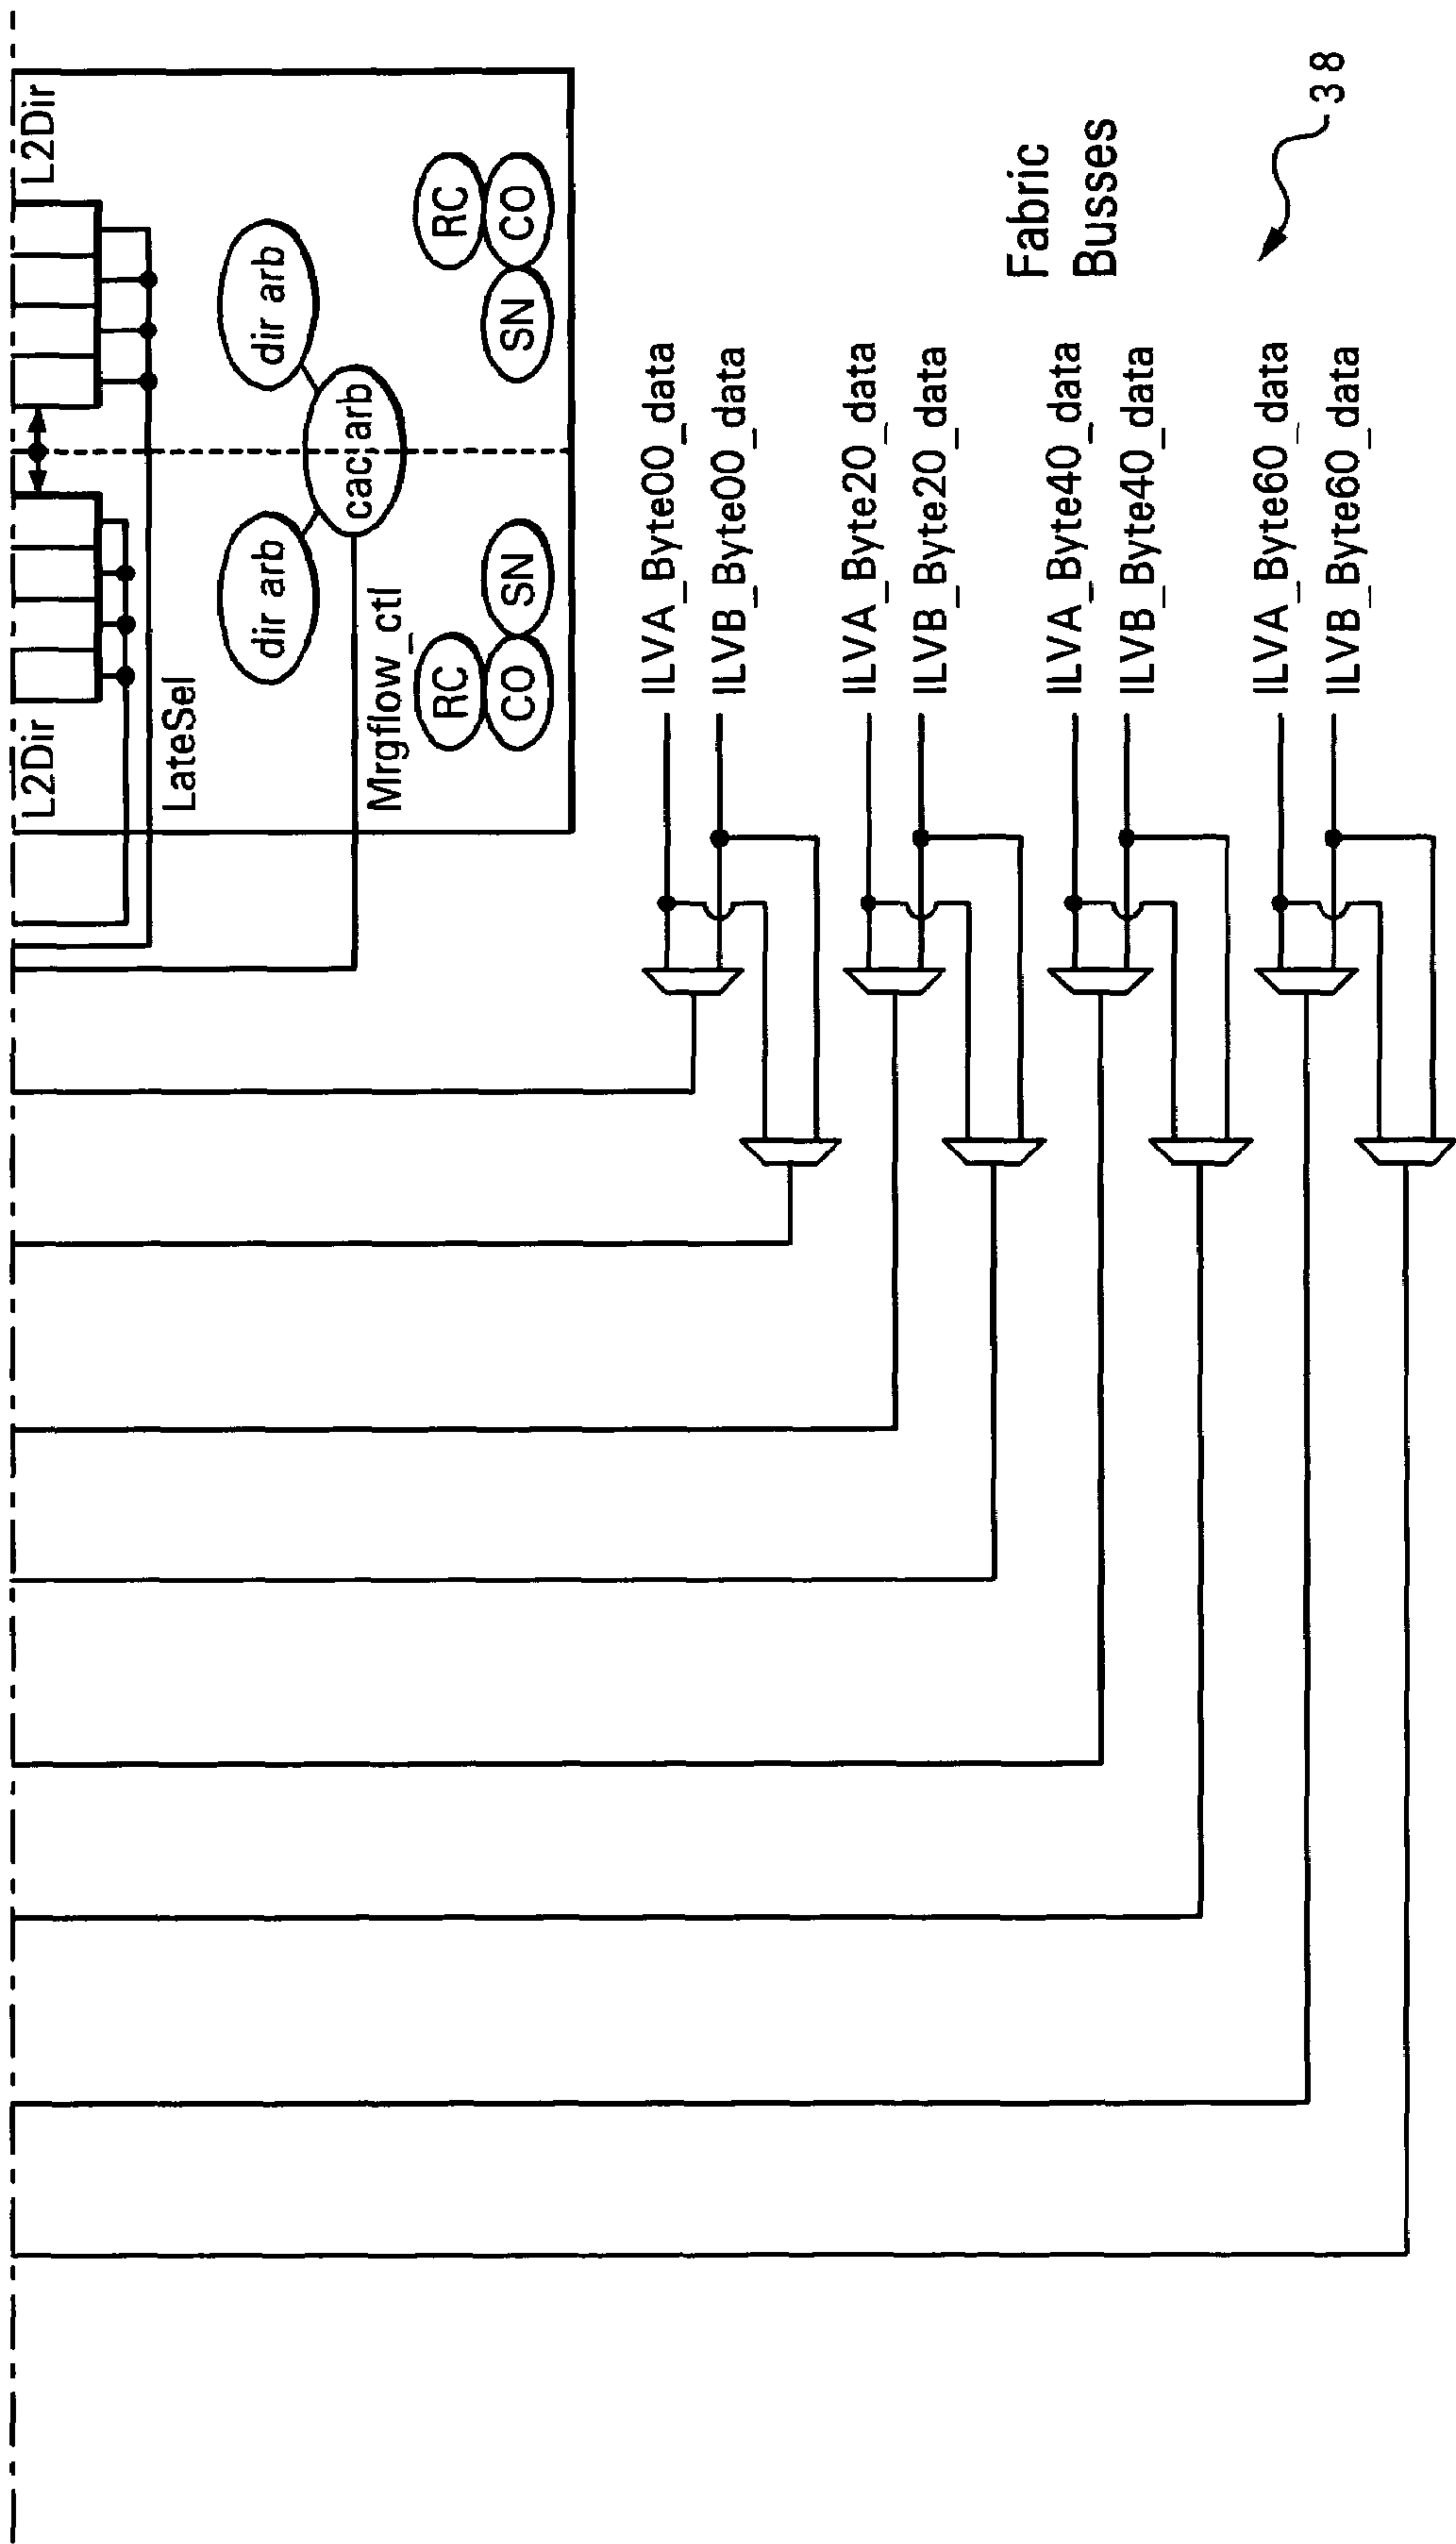 L2Dir
L2Dir
LateSel
dir arb
dir arb
cac arb
Mrgflow_ctl
RC
CO
SN
SN
RC
CO
ILVA_Byte00_data
ILVB_Byte00_data
ILVA_Byte20_data
ILVB_Byte20_data
ILVA_Byte40_data
ILVB_Byte40_data
ILVA_Byte60_data
ILVB_Byte60_data
Fabric
Busses
38